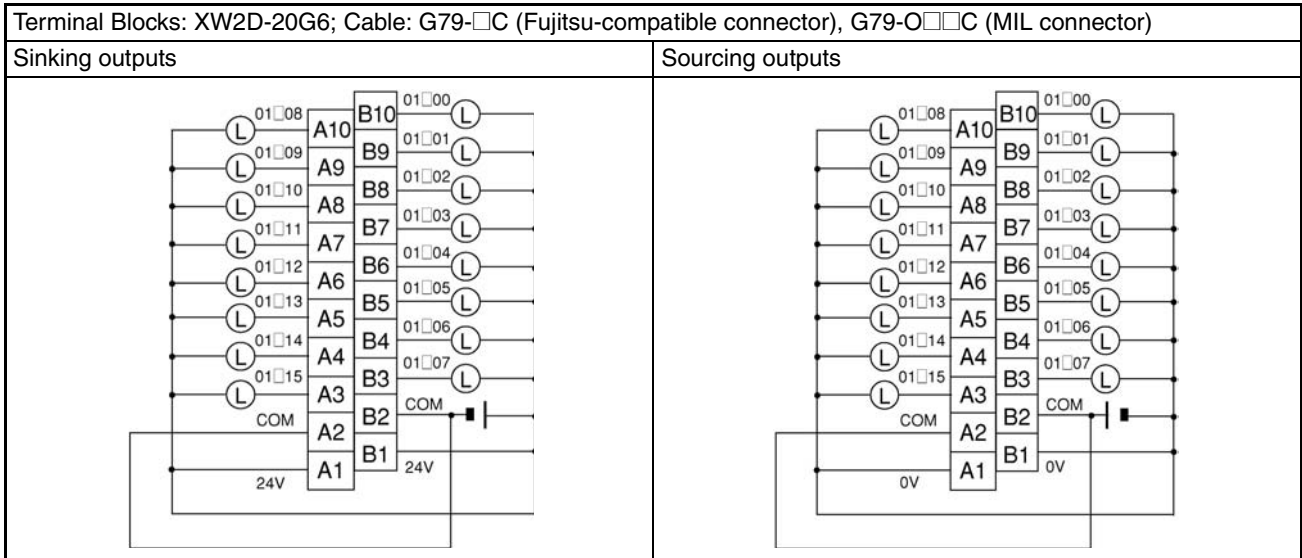 Terminal Blocks: XW2D-20G6; Cable: G79-□C (Fujitsu-compatible connector), G79-O□□C (MIL connector)
Sinking outputs
01□08 L A10 B10 01□00 L
01□09 L A9 B9 01□01 L
01□10 L A8 B8 01□02 L
01□11 L A7 B7 01□03 L
01□12 L A6 B6 01□04 L
01□13 L A5 B5 01□05 L
01□14 L A4 B4 01□06 L
01□15 L A3 B3 01□07 L
COM A2 B2 COM
24V A1 B1 24V
Sourcing outputs
01□08 L A10 B10 01□00 L
01□09 L A9 B9 01□01 L
01□10 L A8 B8 01□02 L
01□11 L A7 B7 01□03 L
01□12 L A6 B6 01□04 L
01□13 L A5 B5 01□05 L
01□14 L A4 B4 01□06 L
01□15 L A3 B3 01□07 L
COM A2 B2 COM
0V A1 B1 0V